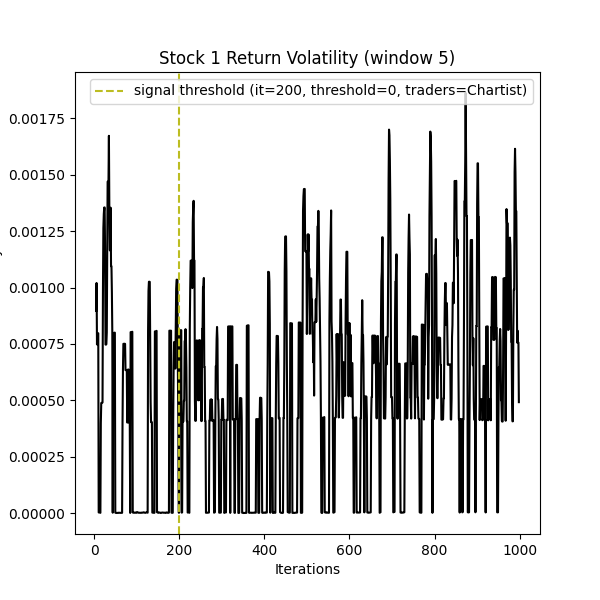 Stock 1 Return Volatility (window 5)
signal threshold (it=200, threshold=0, traders=Chartist)
0.00175
0.00150
0.00125
0.00100
0.00075
0.00050
0.00025
0.00000
0 200 400 600 800 1000
Iterations